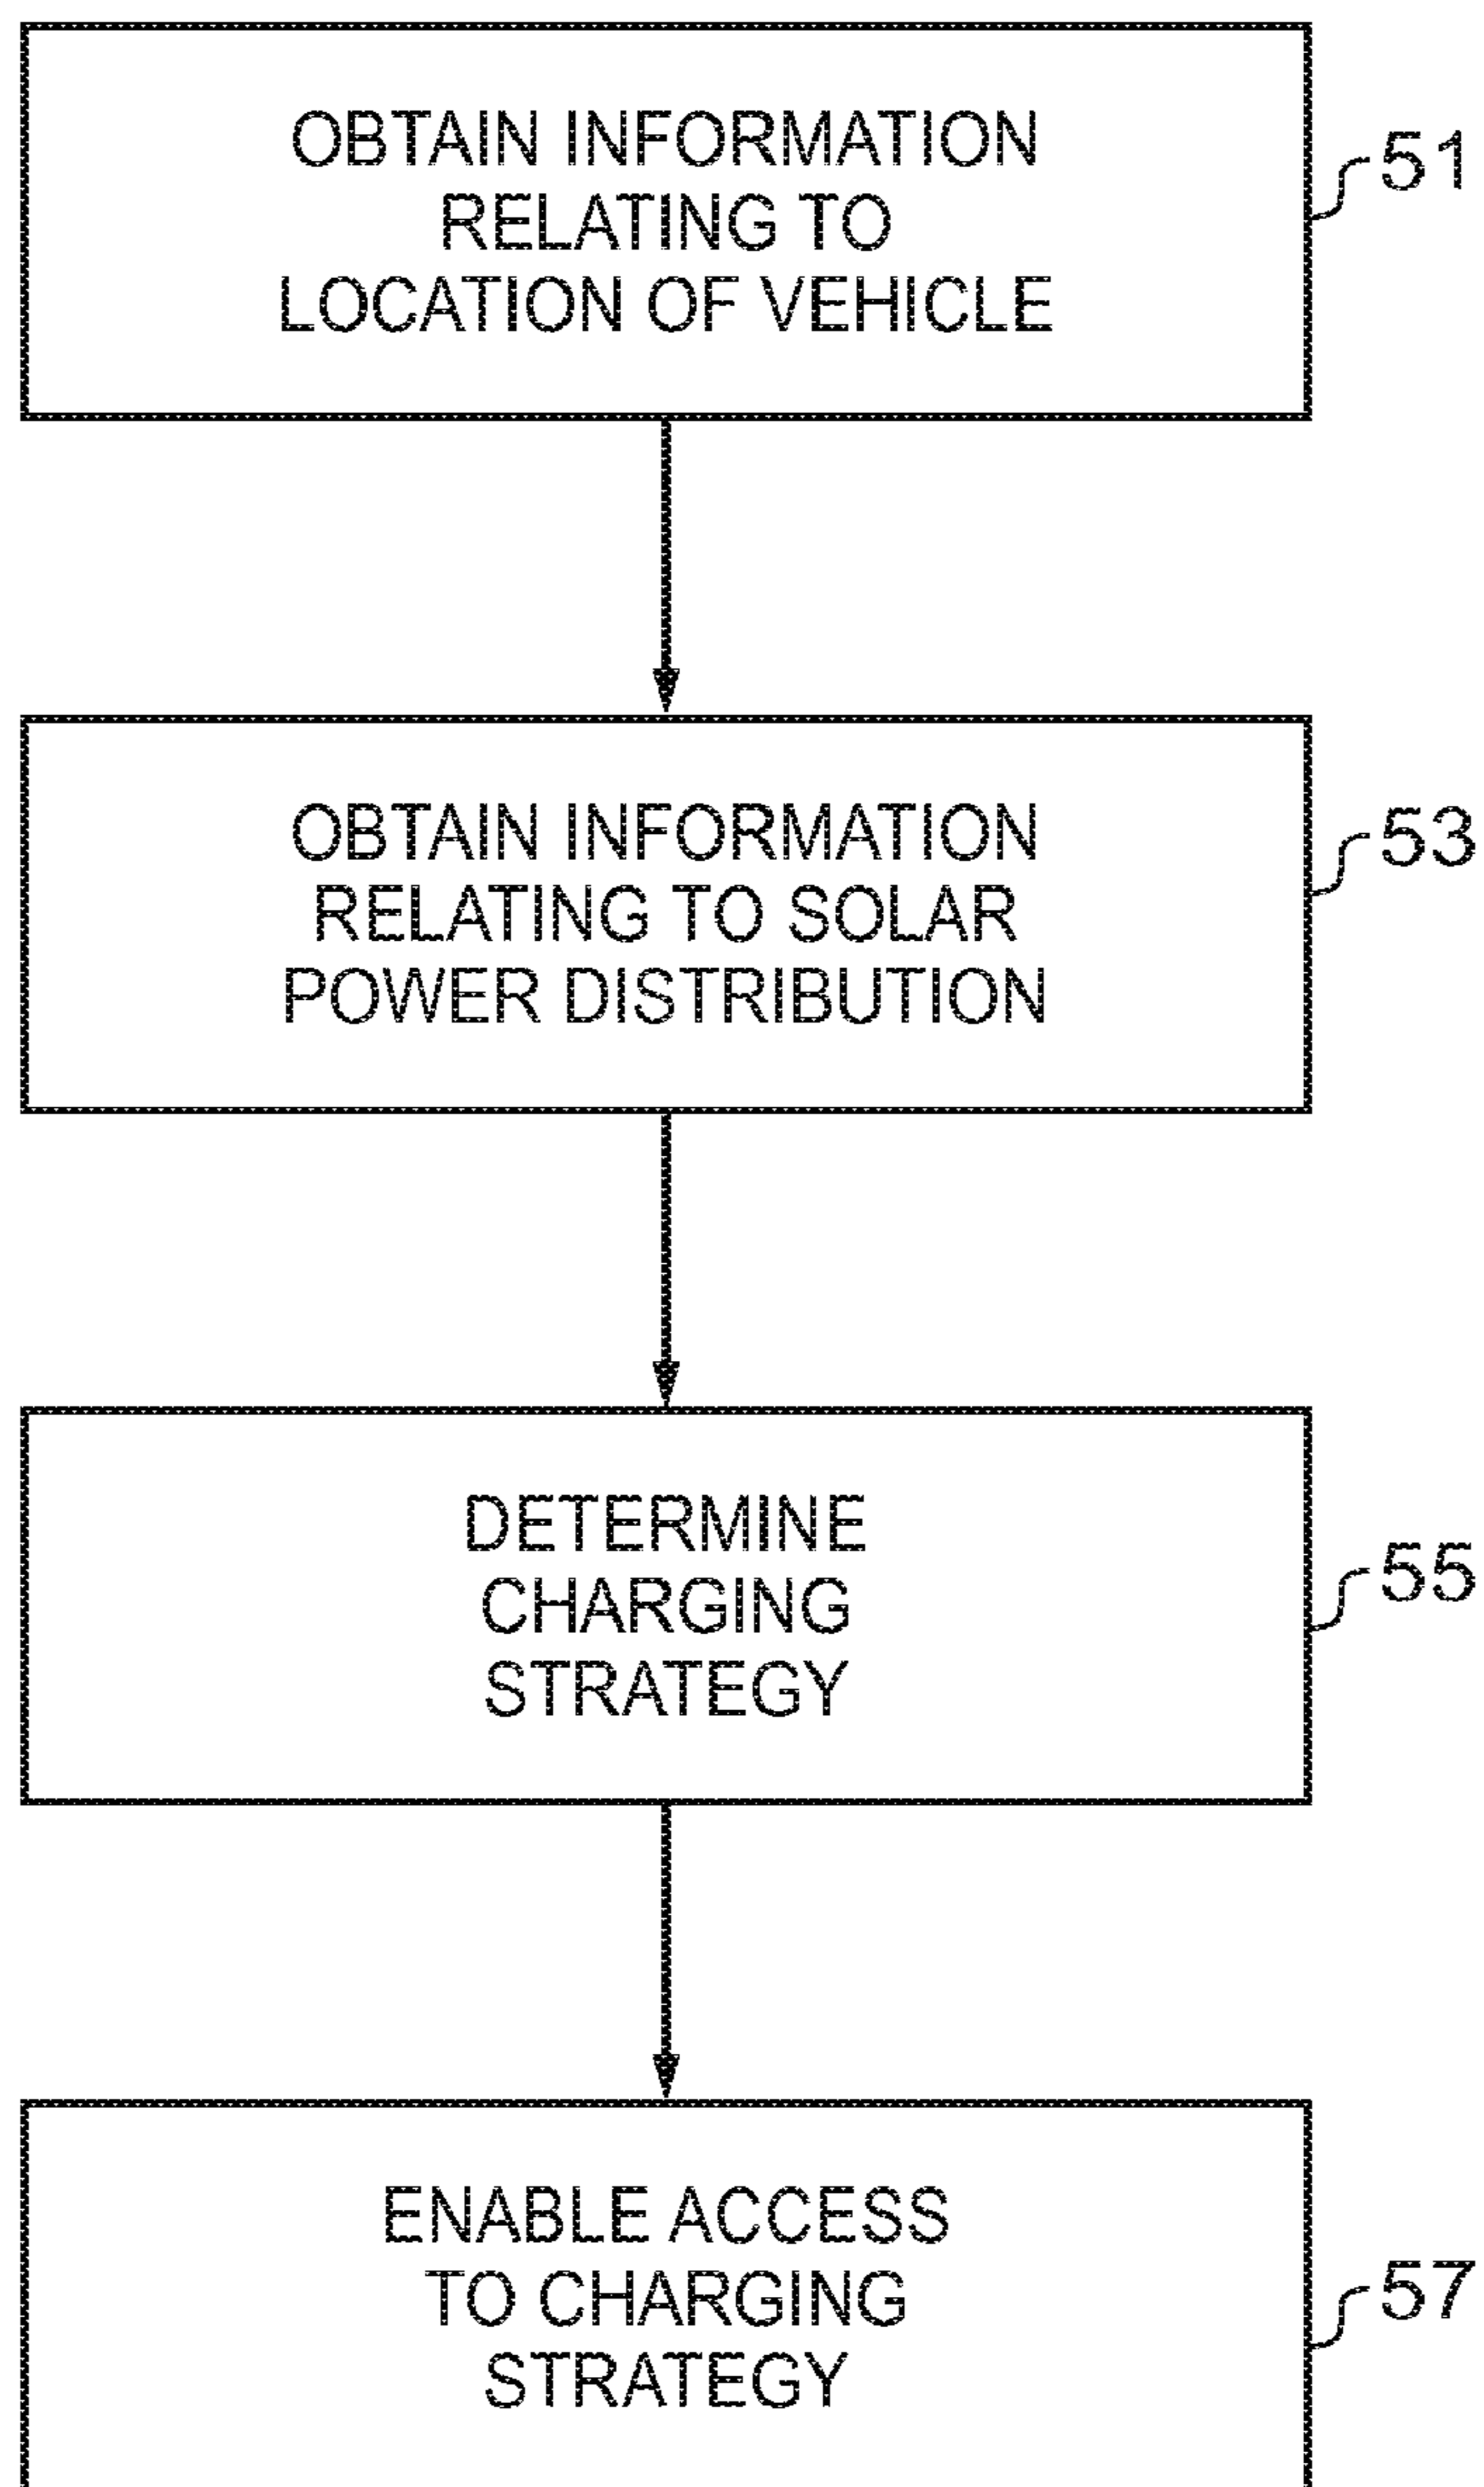 OBTAIN INFORMATION
RELATING TO
LOCATION OF VEHICLE
51
OBTAIN INFORMATION
RELATING TO SOLAR
POWER DISTRIBUTION
53
DETERMINE
CHARGING
STRATEGY
55
ENABLE ACCESS
TO CHARGING
STRATEGY
57